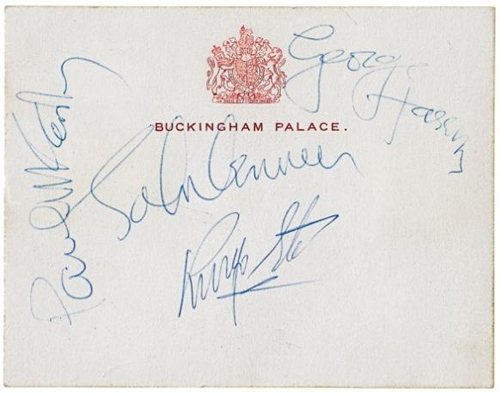 George Harrison
BUCKINGHAM PALACE.
Paul McCartney
John Lennon
Ringo Starr